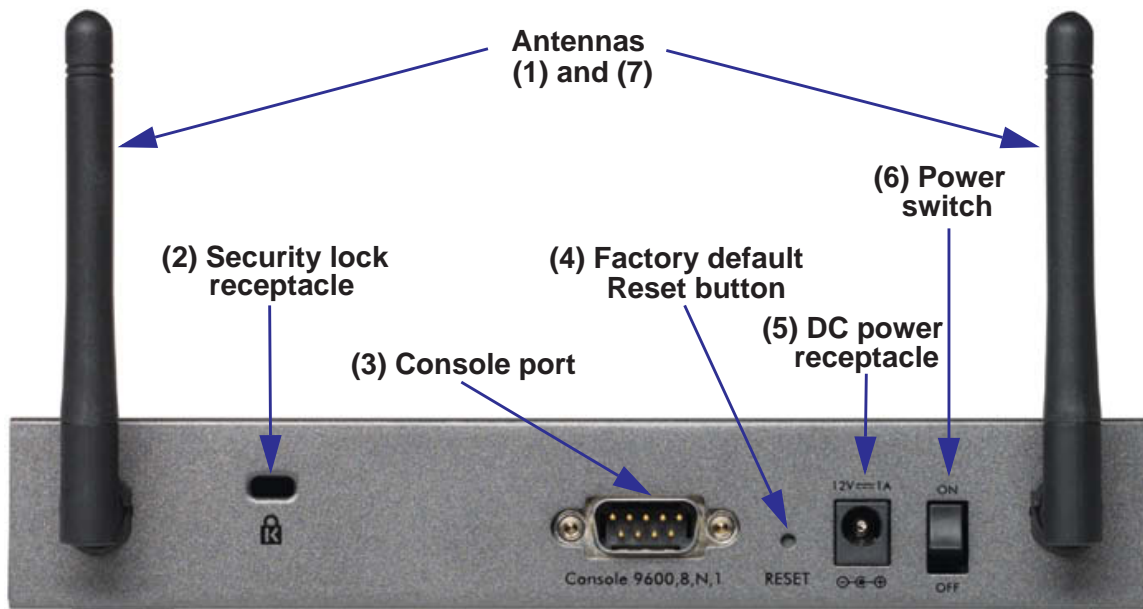 Antennas
(1) and (7)
(6) Power
switch
(2) Security lock
receptacle
(4) Factory default
Reset button
(5) DC power
receptacle
(3) Console port
12V⎓1A
ON
K
Console 9600,8,N,1
RESET
OFF